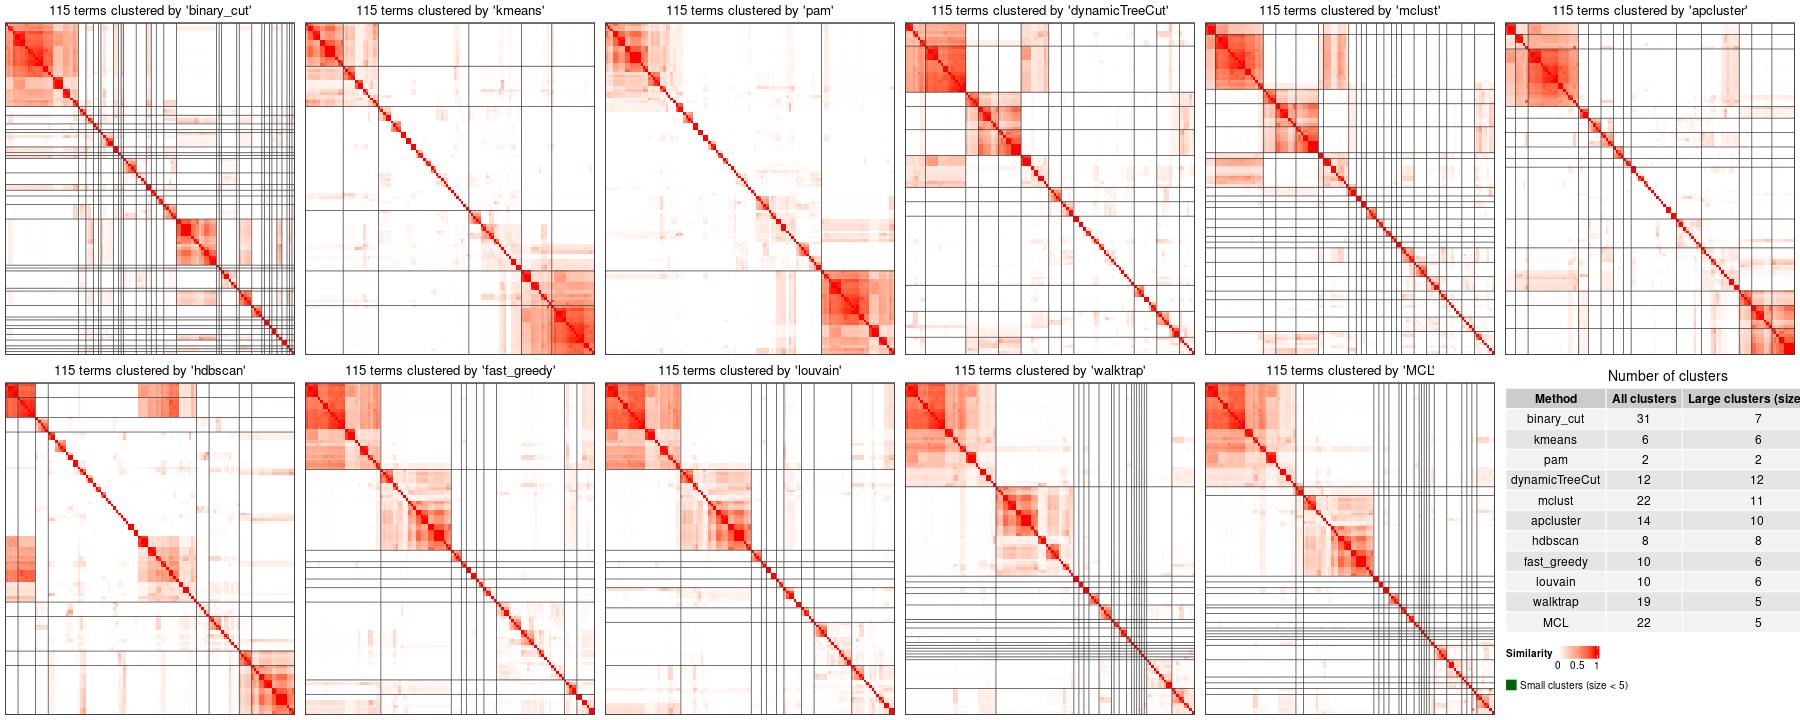 115 terms clustered by 'binary_cut'
115 terms clustered by 'kmeans'
115 terms clustered by 'pam'
115 terms clustered by 'dynamicTreeCut'
115 terms clustered by 'mclust'
115 terms clustered by 'apcluster'
115 terms clustered by 'hdbscan'
115 terms clustered by 'fast_greedy'
115 terms clustered by 'louvain'
115 terms clustered by 'walktrap'
115 terms clustered by 'MCL'
Number of clusters
Method All clusters Large clusters (size
binary_cut 31 7
kmeans 6 6
pam 2 2
dynamicTreeCut 12 12
mclust 22 11
apcluster 14 10
hdbscan 8 8
fast_greedy 10 6
louvain 10 6
walktrap 19 5
MCL 22 5
Similarity
0 0.5 1
Small clusters (size < 5)